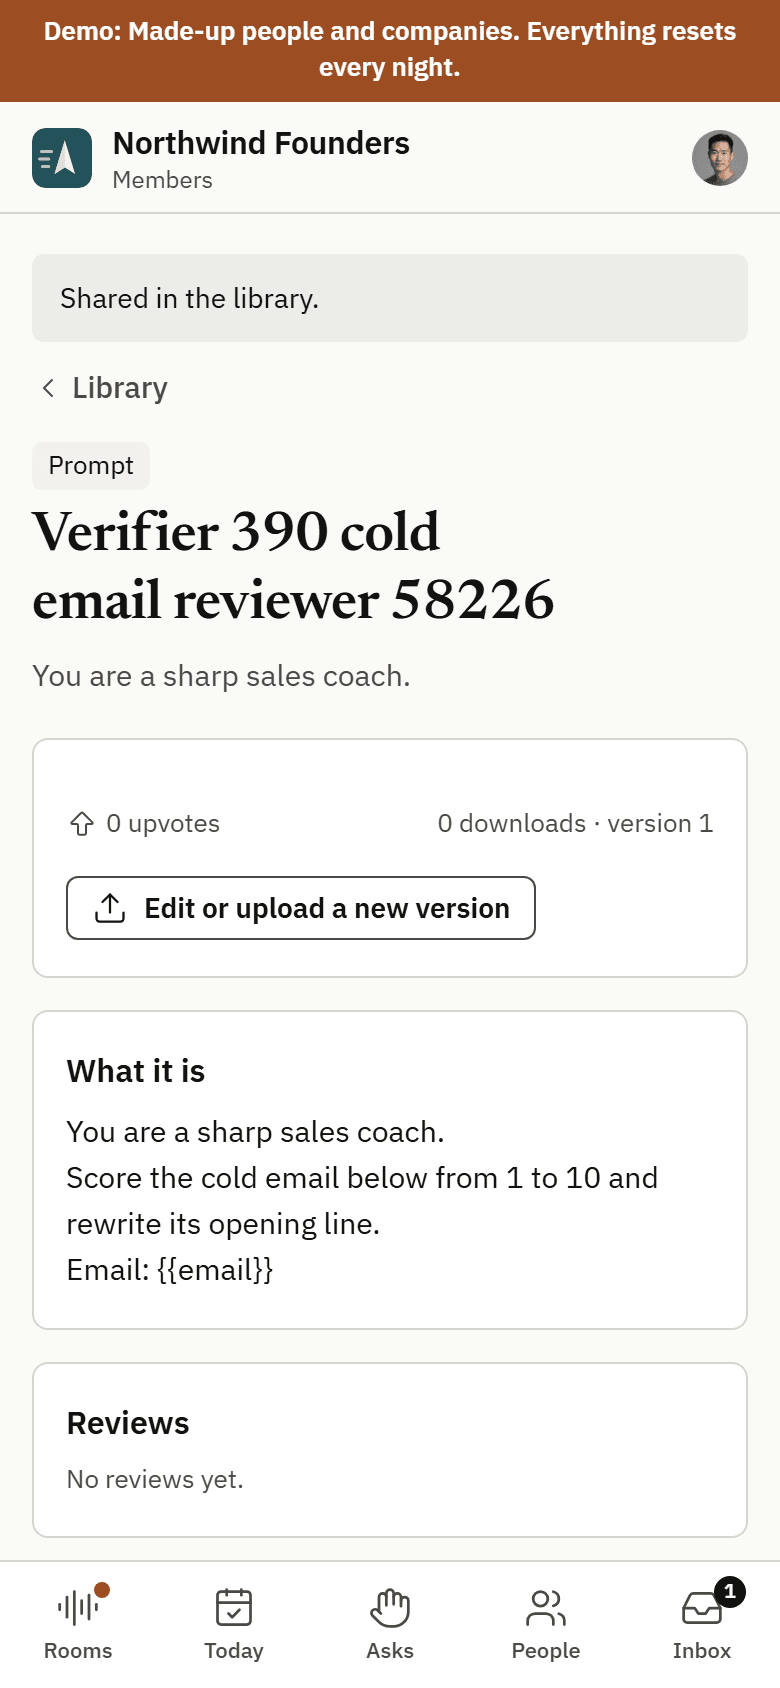 Demo: Made-up people and companies. Everything resets
every night.
Northwind Founders
Members
Shared in the library.
Library
Prompt
Verifier 390 cold
email reviewer 58226
You are a sharp sales coach.
0 upvotes
0 downloads · version 1
Edit or upload a new version
What it is
You are a sharp sales coach.
Score the cold email below from 1 to 10 and
rewrite its opening line.
Email: {{email}}
Reviews
No reviews yet.
1
Rooms
Today
Asks
People
Inbox